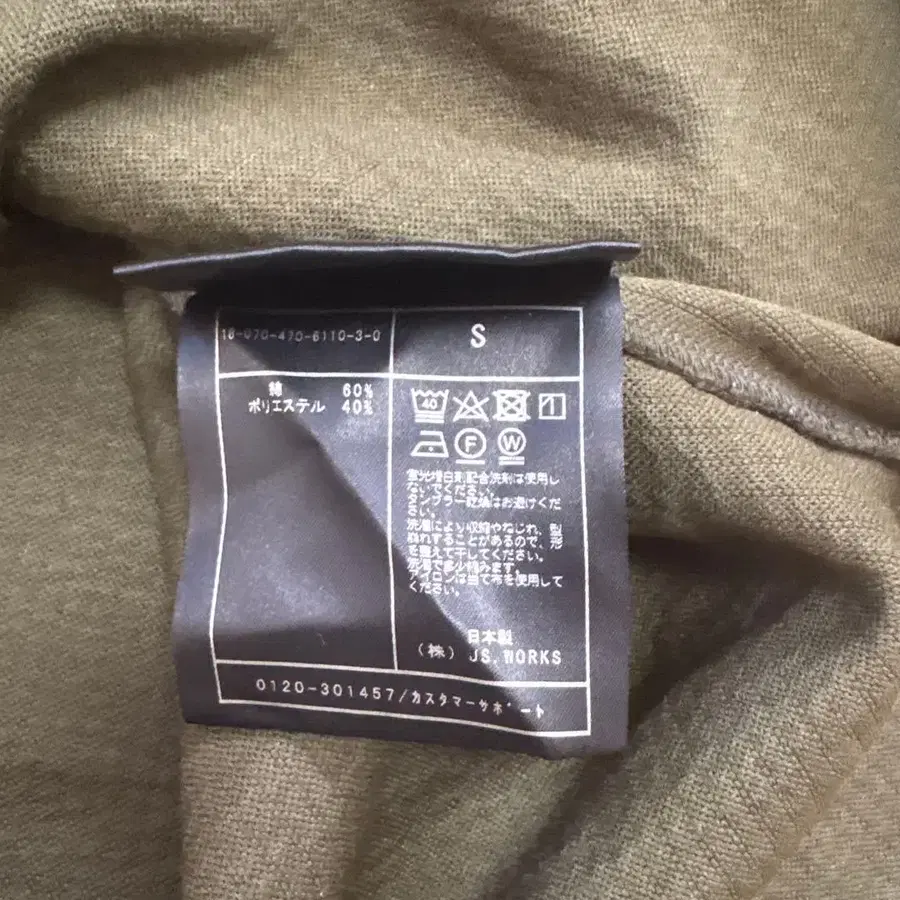 18-070-470-6110-3-0
S
綿 60%
ポリエステル 40%
40
F
W
蛍光増白剤配合洗剤は使用し
ないでください。
タンブラー乾燥はお避けくだ
さい。
洗濯により収縮やねじれ、型
崩れすることがあるので、形
を整えて干してください。
洗濯で多少縮みます。
アイロンは当て布を使用して
ください。
日本製
(株) JS.WORKS
0120-301457/カスタマーサポート